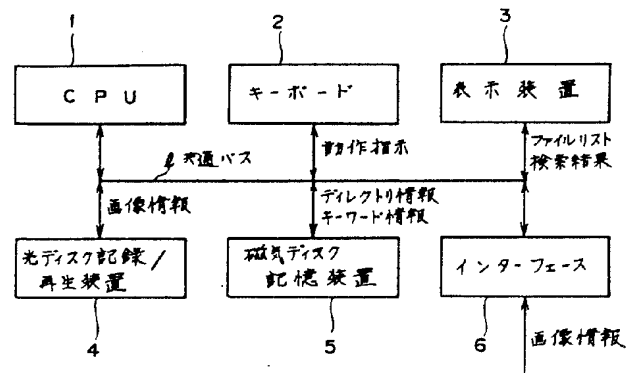 1
2
3
CPU
キーボード
表示装置
動作指示
ファイルリスト
検索結果
ℓ 共通バス
画像情報
ディレクトリ情報
キーワード情報
光ディスク記録/
再生装置
磁気ディスク
記憶装置
インターフェース
4
5
6
画像情報